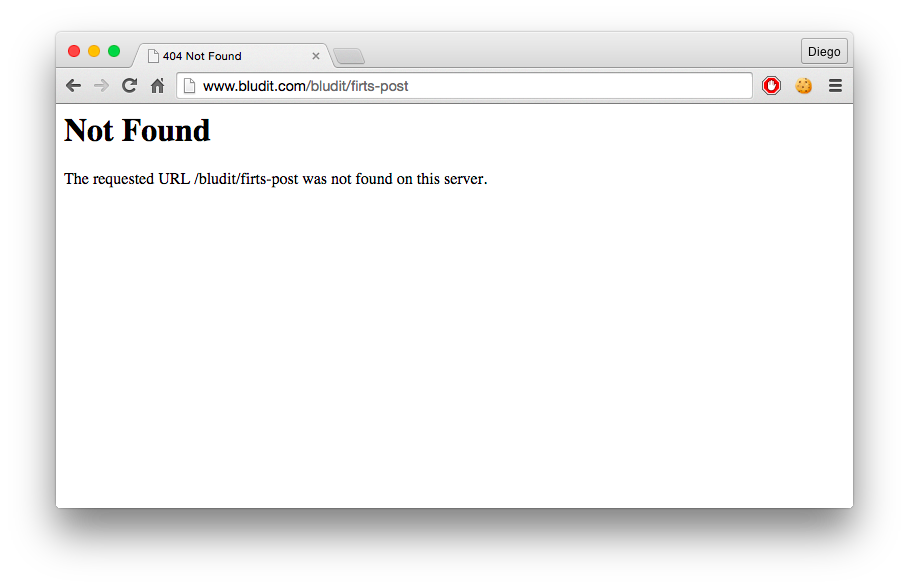 404 Not Found
Diego
www.bludit.com/bludit/firts-post
Not Found
The requested URL /bludit/firts-post was not found on this server.